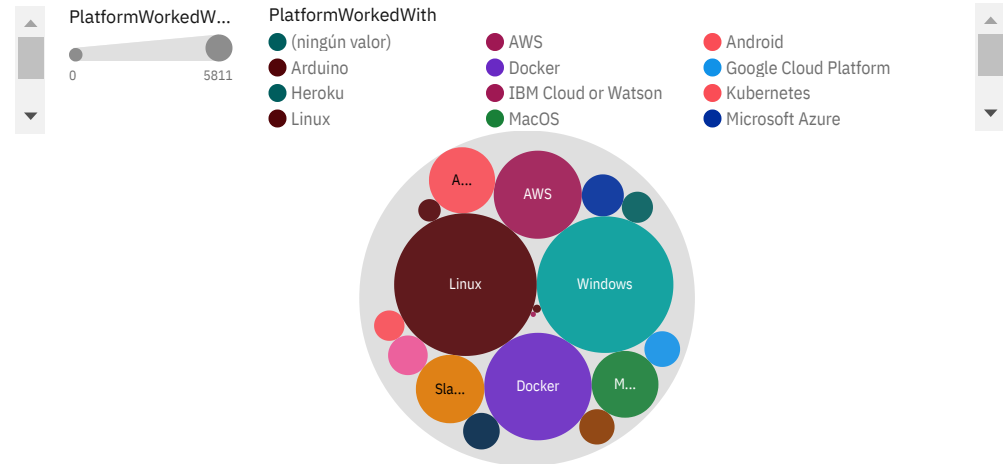 PlatformWorkedW...
0 5811
PlatformWorkedWith
(ningún valor) AWS Android
Arduino Docker Google Cloud Platform
Heroku IBM Cloud or Watson Kubernetes
Linux MacOS Microsoft Azure
A...
AWS
Linux
Windows
Sla...
Docker
M...